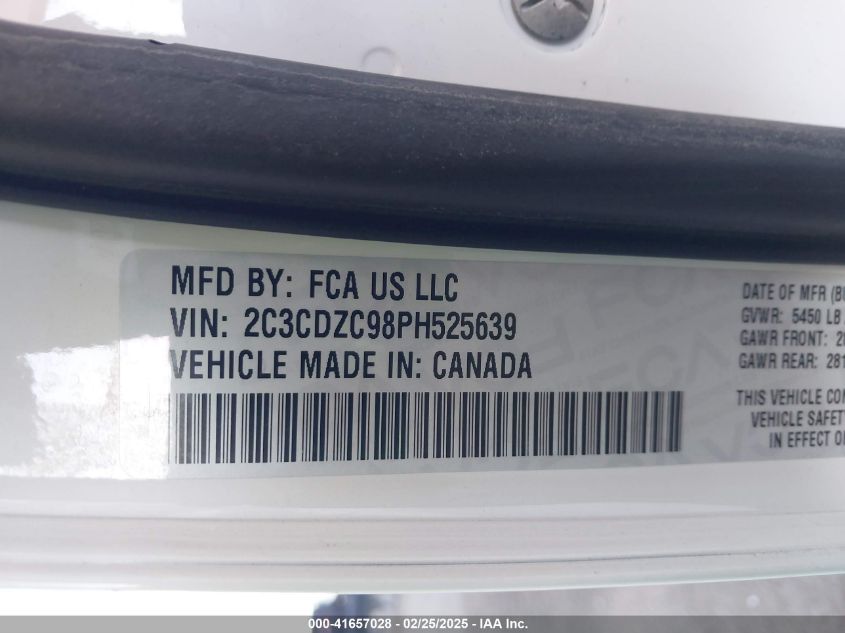 MFD BY: FCA US LLC
VIN: 2C3CDZC98PH525639
VEHICLE MADE IN: CANADA
DATE OF MFR
GVWR: 5450 LB
GAWR FRONT:
GAWR REAR:
THIS VEHICLE
VEHICLE SAFETY
IN EFFECT
000-41657028 - 02/25/2025 - IAA Inc.